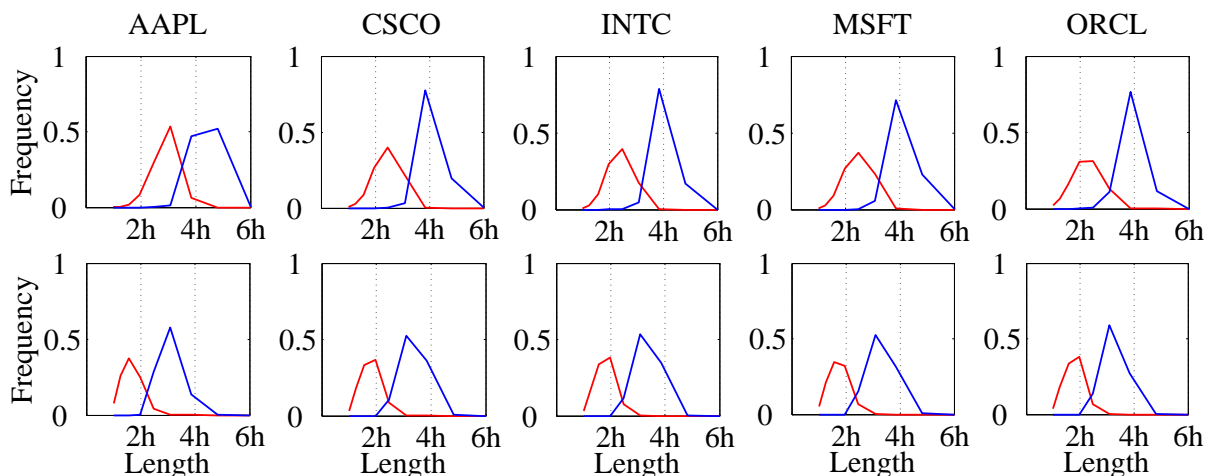 AAPL CSCO INTC MSFT ORCL
Frequency
1 1 1 1 1
0.5 0.5 0.5 0.5 0.5
0 0 0 0 0
2h 4h 6h 2h 4h 6h 2h 4h 6h 2h 4h 6h 2h 4h 6h
Frequency
1 1 1 1 1
0.5 0.5 0.5 0.5 0.5
0 0 0 0 0
2h 4h 6h 2h 4h 6h 2h 4h 6h 2h 4h 6h 2h 4h 6h
Length Length Length Length Length